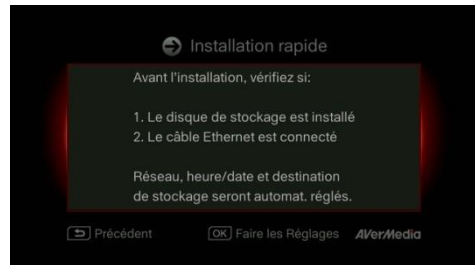 Installation rapide
Avant l'installation, vérifiez si:
1. Le disque de stockage est installé
2. Le câble Ethernet est connecté
Réseau, heure/date et destination
de stockage seront automat. réglés.
Précédent OK Faire les Réglages AVerMedia